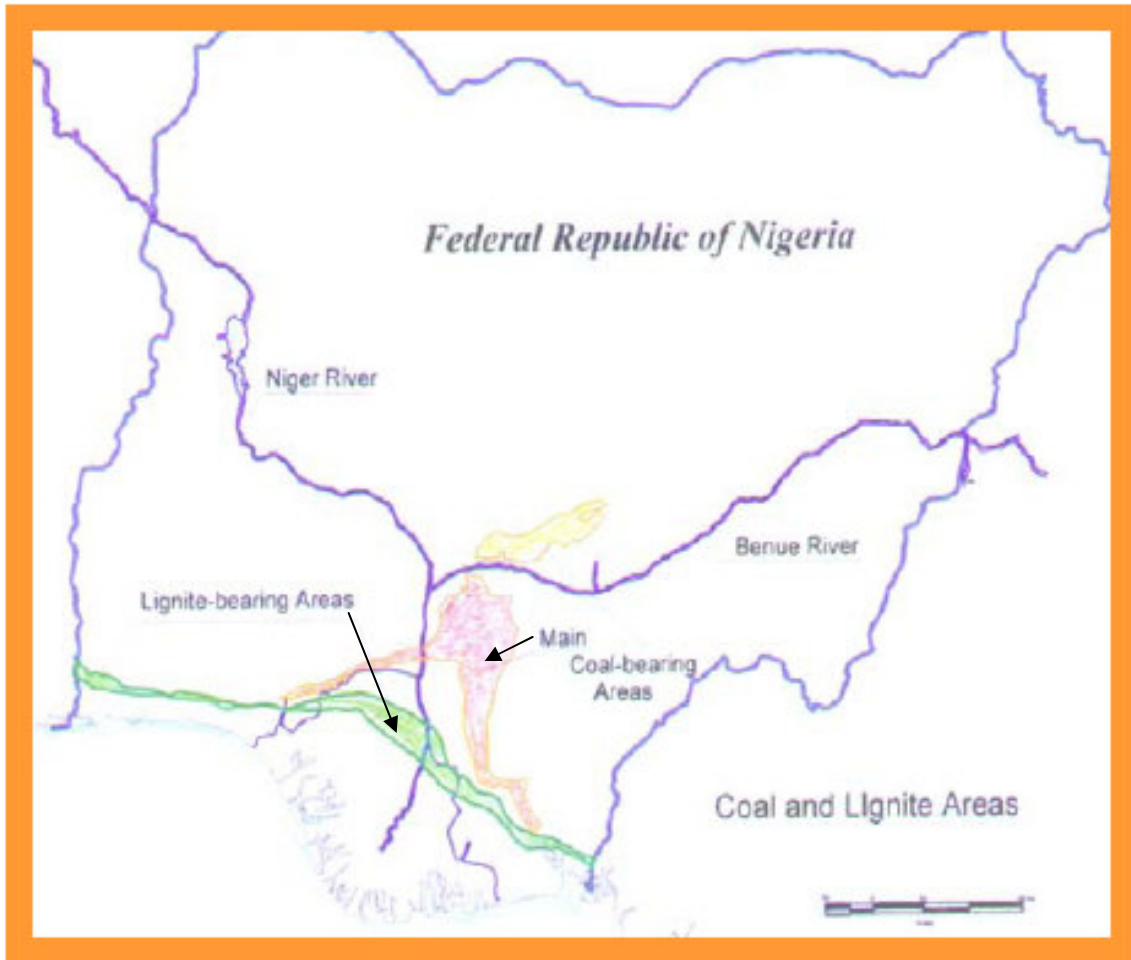 Federal Republic of Nigeria
Niger River
Benue River
Lignite-bearing Areas
Main
Coal-bearing
Areas
Coal and LIgnite Areas